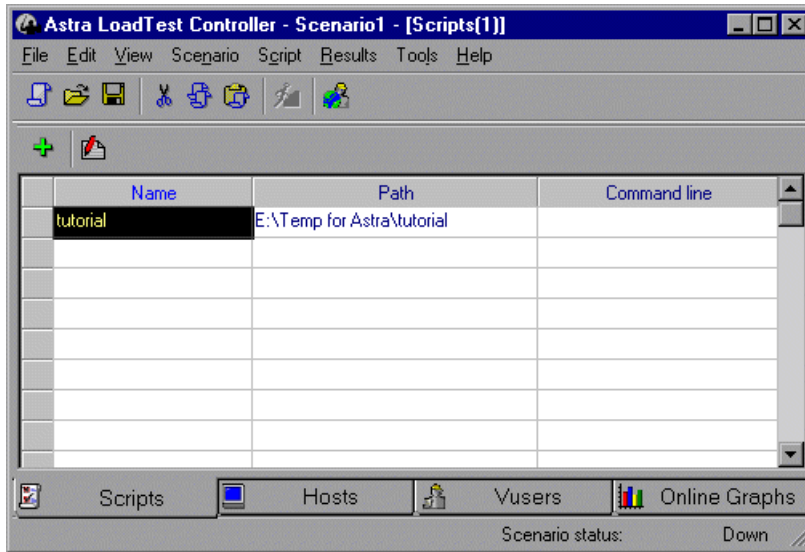 Astra LoadTest Controller - Scenario1 - [Scripts(1)]
File Edit View Scenario Script Results Tools Help
Name Path Command line
tutorial E:\Temp for Astra\tutorial
Scripts Hosts Vusers Online Graphs
Scenario status: Down